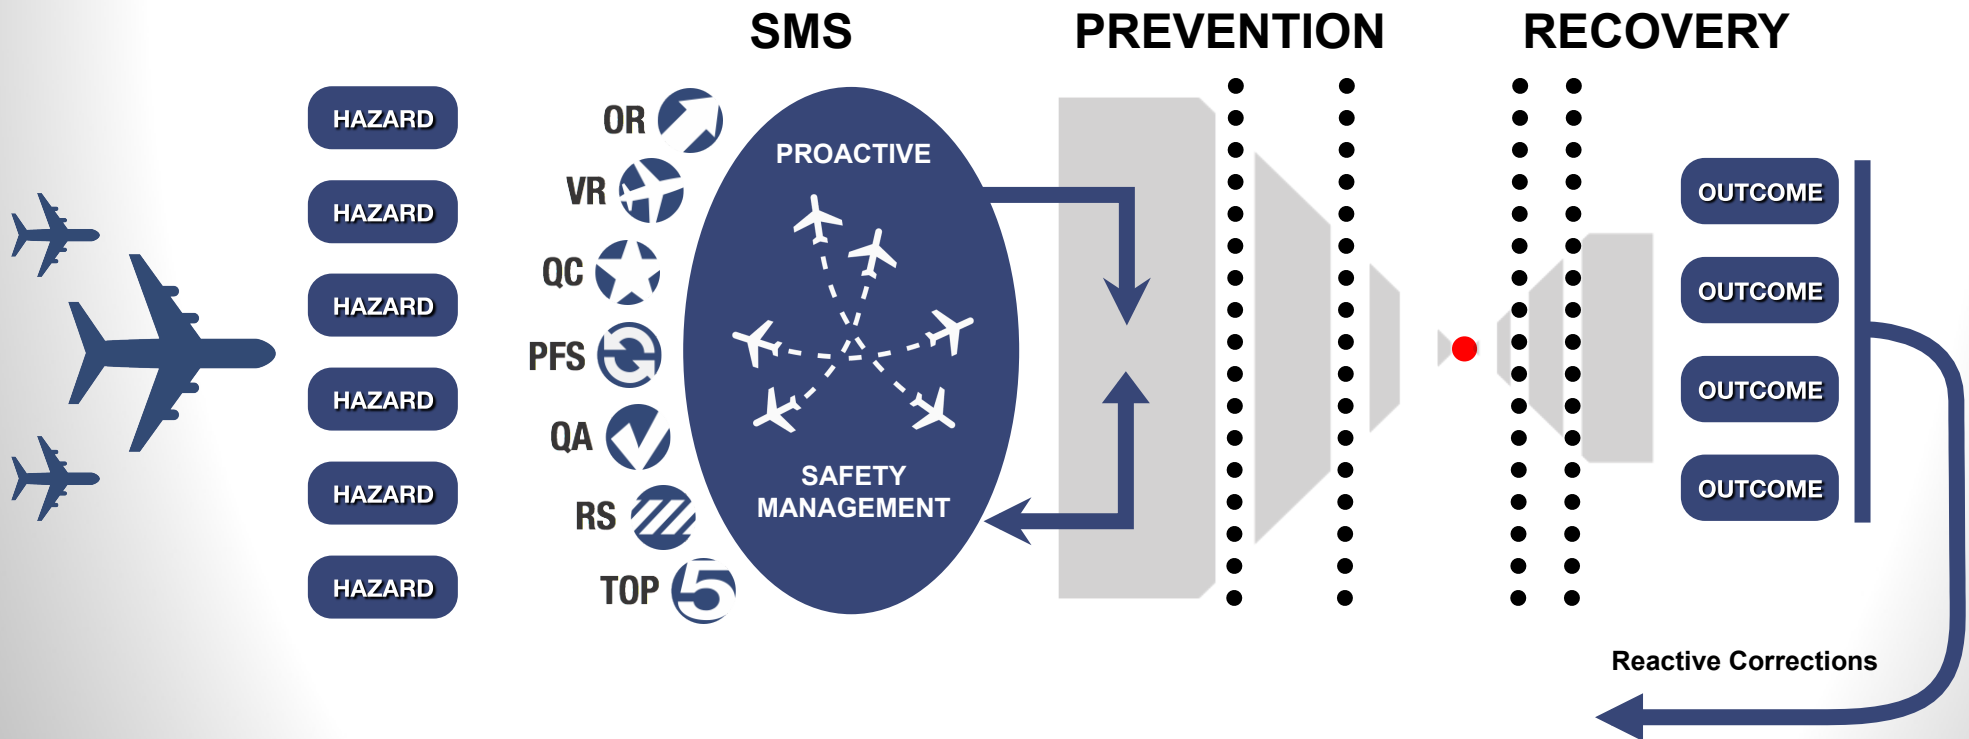 SMS
PREVENTION
RECOVERY
HAZARD
HAZARD
HAZARD
HAZARD
HAZARD
HAZARD
OR
VR
QC
PFS
QA
RS
TOP 5
PROACTIVE
SAFETY
MANAGEMENT
OUTCOME
OUTCOME
OUTCOME
OUTCOME
Reactive Corrections